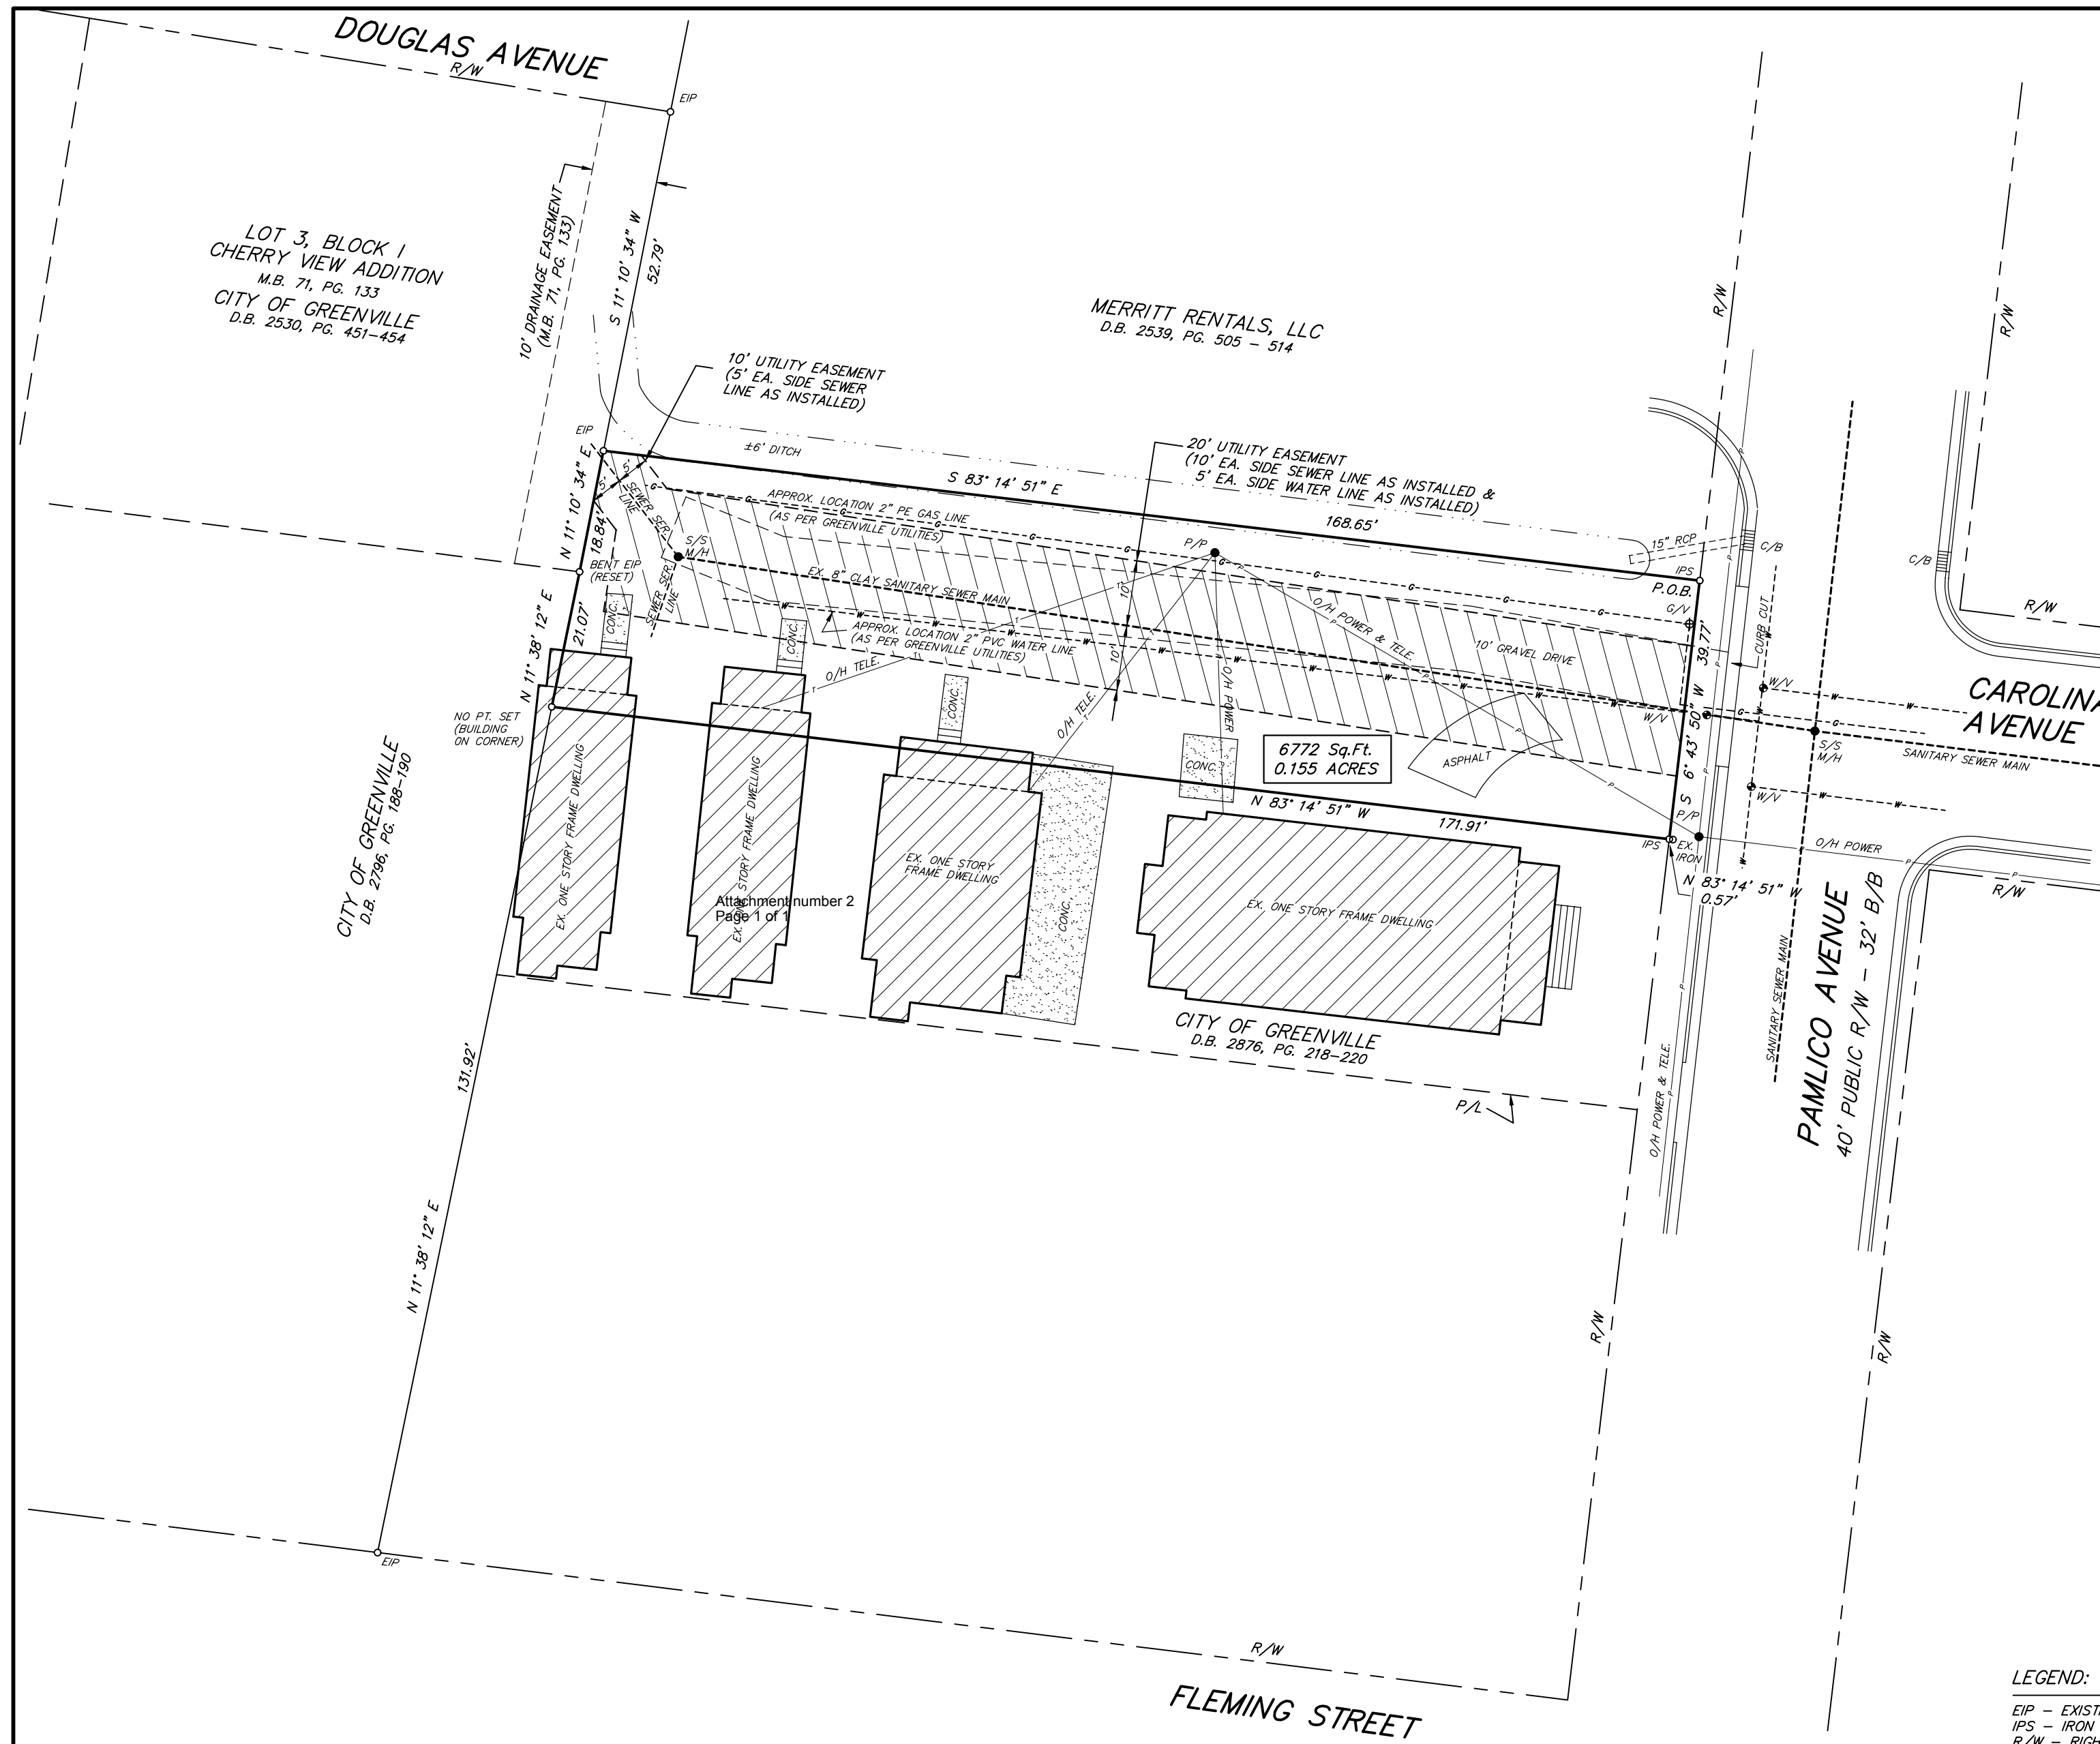 DOUGLAS AVENUE
R/W
EIP
10' DRAINAGE EASEMENT
(M.B. 71, PG. 133)
S 11° 10' 34" W
52.79'
LOT 3, BLOCK I
CHERRY VIEW ADDITION
M.B. 71, PG. 133
CITY OF GREENVILLE
D.B. 2530, PG. 451-454
MERRITT RENTALS, LLC
D.B. 2539, PG. 505 - 514
R/W
R/W
10' UTILITY EASEMENT
(5' EA. SIDE SEWER
LINE AS INSTALLED)
EIP
±6' DITCH
20' UTILITY EASEMENT
(10' EA. SIDE SEWER LINE AS INSTALLED &
5' EA. SIDE WATER LINE AS INSTALLED)
S 83° 14' 51" E
168.65'
15" RCP
C/B
C/B
IPS
P.O.B.
G/V
R/W
N 11° 10' 34" E
18.84'
5'
5'
SEWER SER.
LINE
APPROX. LOCATION 2" PE GAS LINE
(AS PER GREENVILLE UTILITIES)
S/S
M/H
P/P
BENT EIP
(RESET)
SEWER SER.
LINE
EX. 8" CLAY SANITARY SEWER MAIN
10'
10'
O/H POWER & TELE.
10' GRAVEL DRIVE
39.77'
CURB CUT
N 11° 38' 12" E
21.07'
CONC.
CONC.
CONC.
APPROX. LOCATION 2" PVC WATER LINE
(AS PER GREENVILLE UTILITIES)
O/H TELE.
O/H TELE.
O/H POWER
W/V
W/V
W/V
CAROLINA
AVENUE
S/S
M/H
SANITARY SEWER MAIN
NO PT. SET
(BUILDING
ON CORNER)
CONC.
6772 Sq.Ft.
0.155 ACRES
ASPHALT
S 6° 43' 50" W
N 83° 14' 51" W
171.91'
P/P
IPS
EX.
IRON
O/H POWER
N 83° 14' 51" W
0.57'
R/W
CITY OF GREENVILLE
D.B. 2796, PG. 188-190
EX. ONE STORY FRAME DWELLING
EX. ONE STORY FRAME DWELLING
EX. ONE STORY
FRAME DWELLING
CONC.
EX. ONE STORY FRAME DWELLING
Attachment number 2
Page 1 of 1
CITY OF GREENVILLE
D.B. 2876, PG. 218-220
P/L
O/H POWER & TELE.
SANITARY SEWER MAIN
PAMLICO AVENUE
40' PUBLIC R/W - 32' B/B
131.92'
N 11° 38' 12" E
R/W
R/W
EIP
R/W
FLEMING STREET
LEGEND:
EIP - EXIST
IPS - IRON
R/W - RIGH